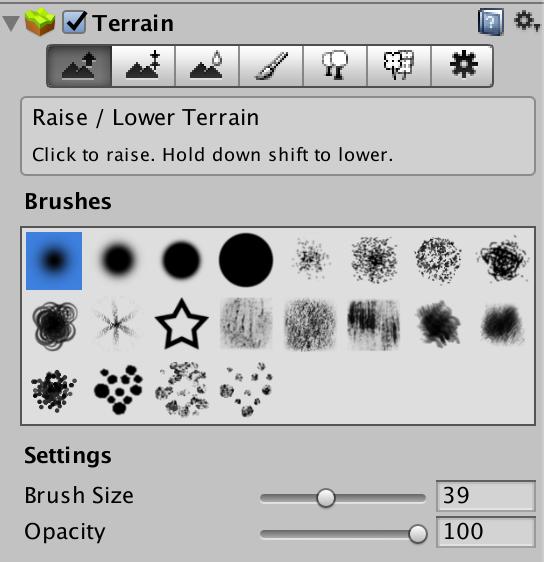 Terrain
Raise / Lower Terrain
Click to raise. Hold down shift to lower.
Brushes
Settings
Brush Size 39
Opacity 100